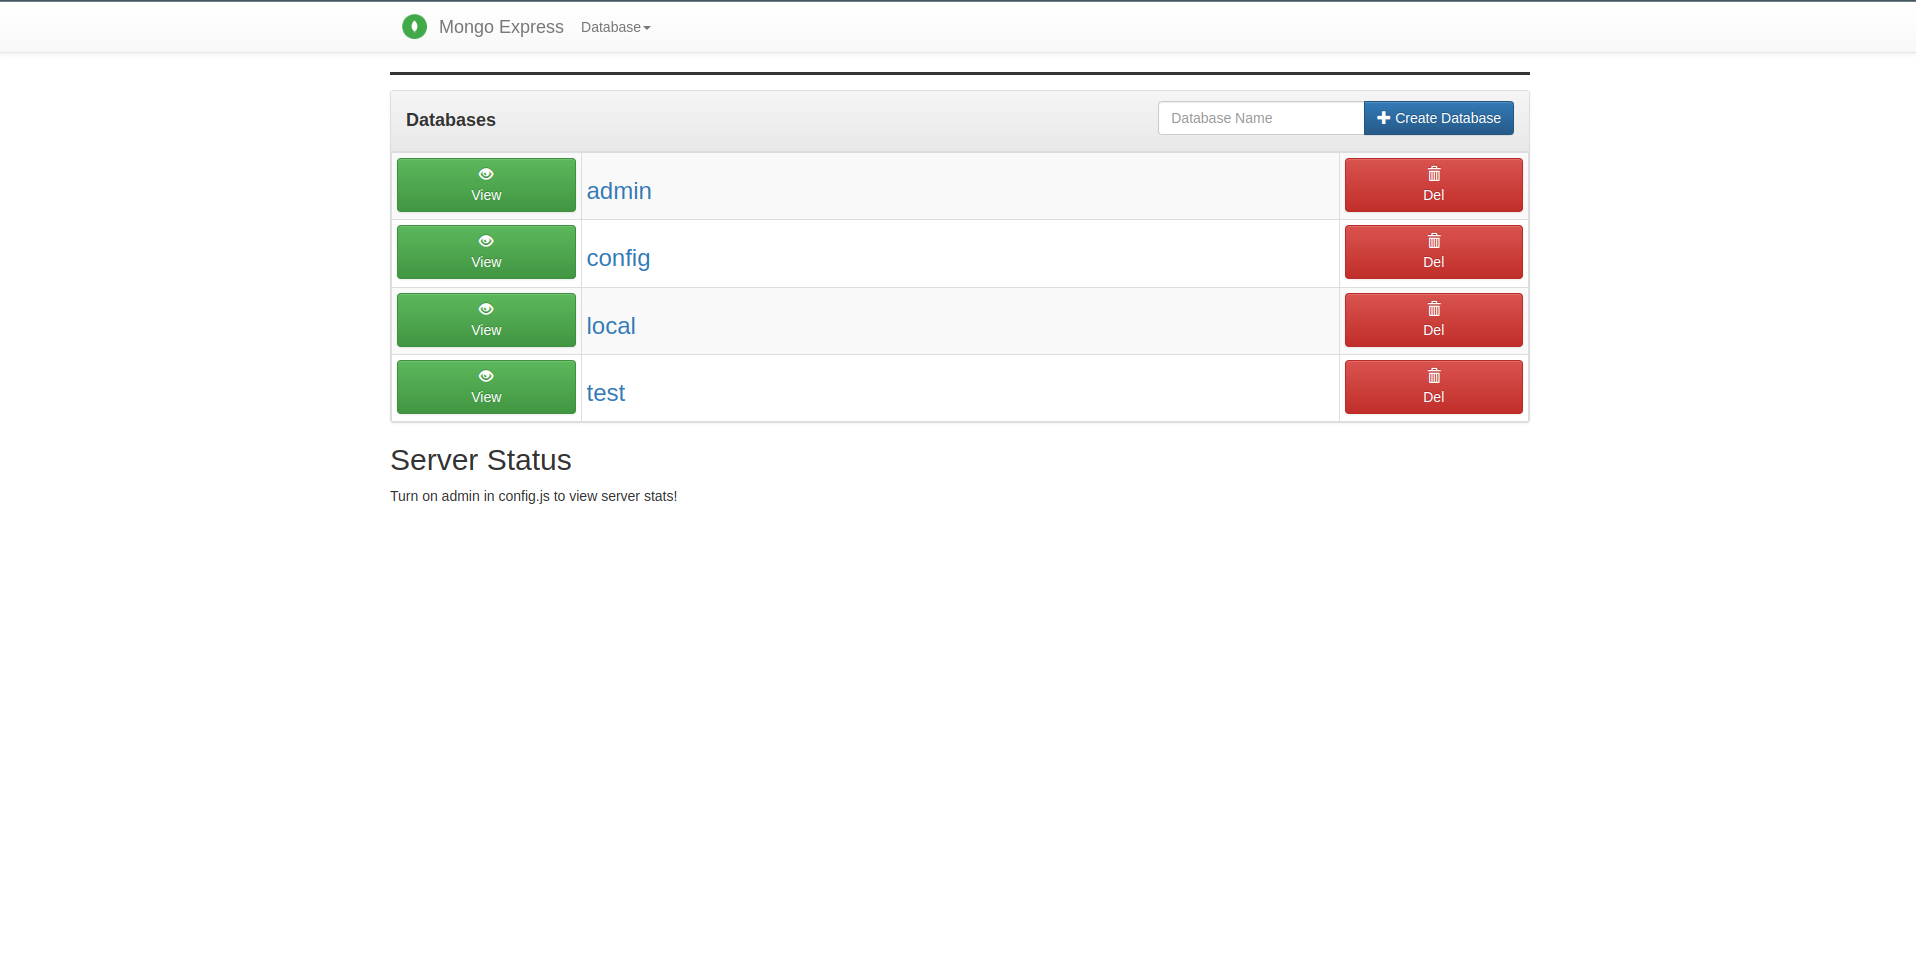 Mongo Express Database
Databases
Database Name Create Database
View admin Del
View config Del
View local Del
View test Del
Server Status
Turn on admin in config.js to view server stats!